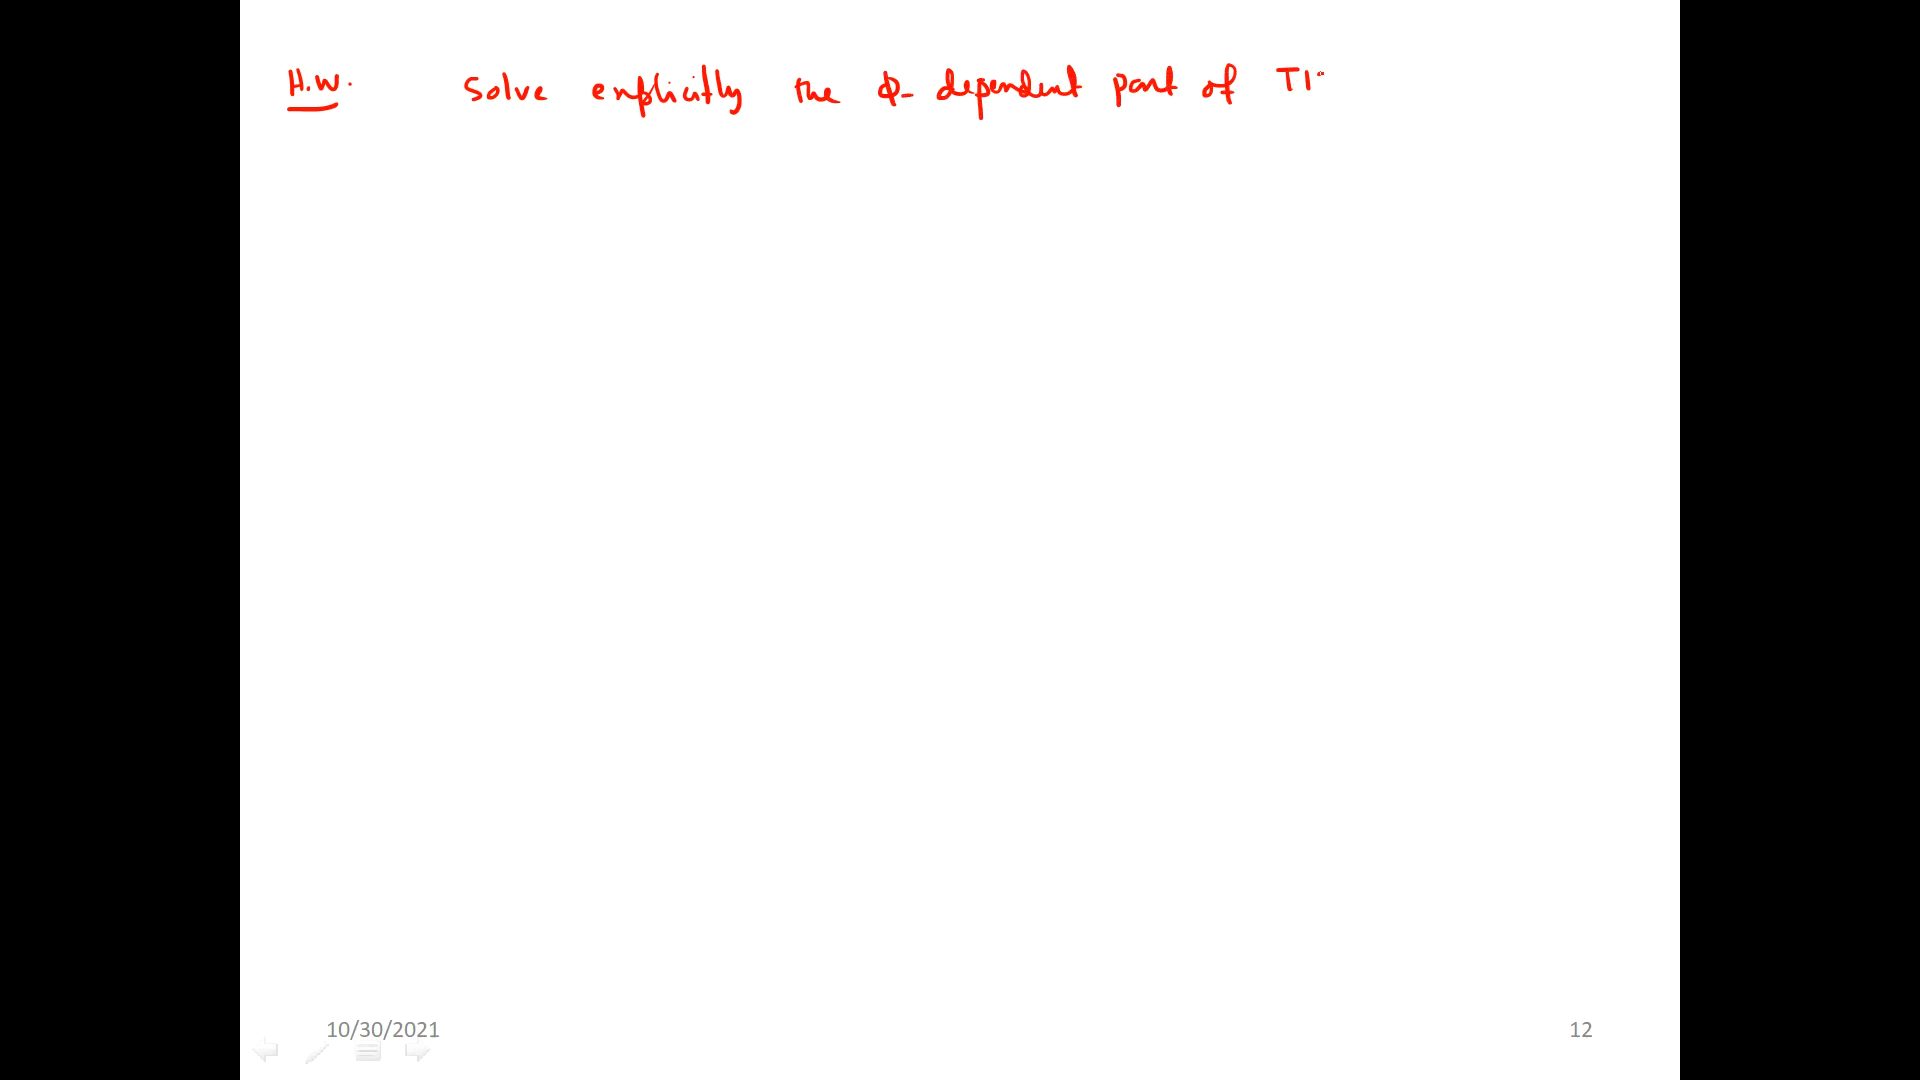 H.W. Solve explicitly the Φ- dependent part of TI
10/30/2021 12